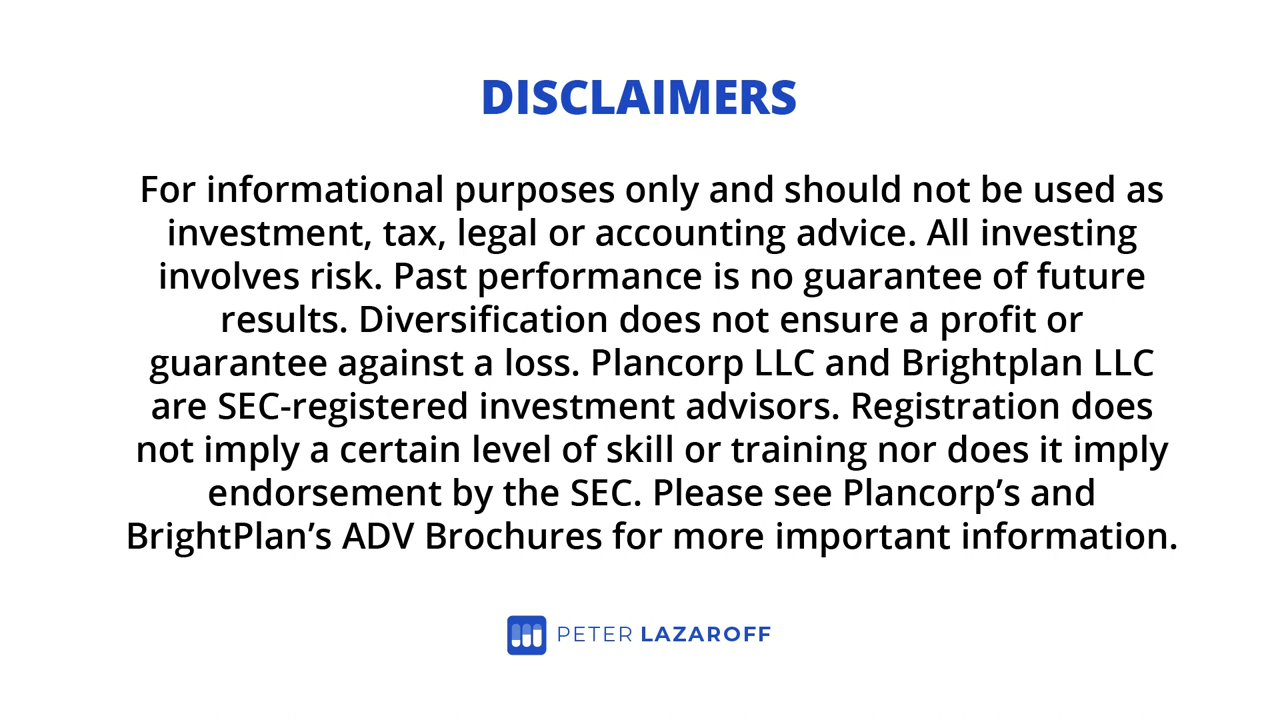 DISCLAIMERS
For informational purposes only and should not be used as
investment, tax, legal or accounting advice. All investing
involves risk. Past performance is no guarantee of future
results. Diversification does not ensure a profit or
guarantee against a loss. Plancorp LLC and Brightplan LLC
are SEC-registered investment advisors. Registration does
not imply a certain level of skill or training nor does it imply
endorsement by the SEC. Please see Plancorp’s and
BrightPlan’s ADV Brochures for more important information.
PETER LAZAROFF